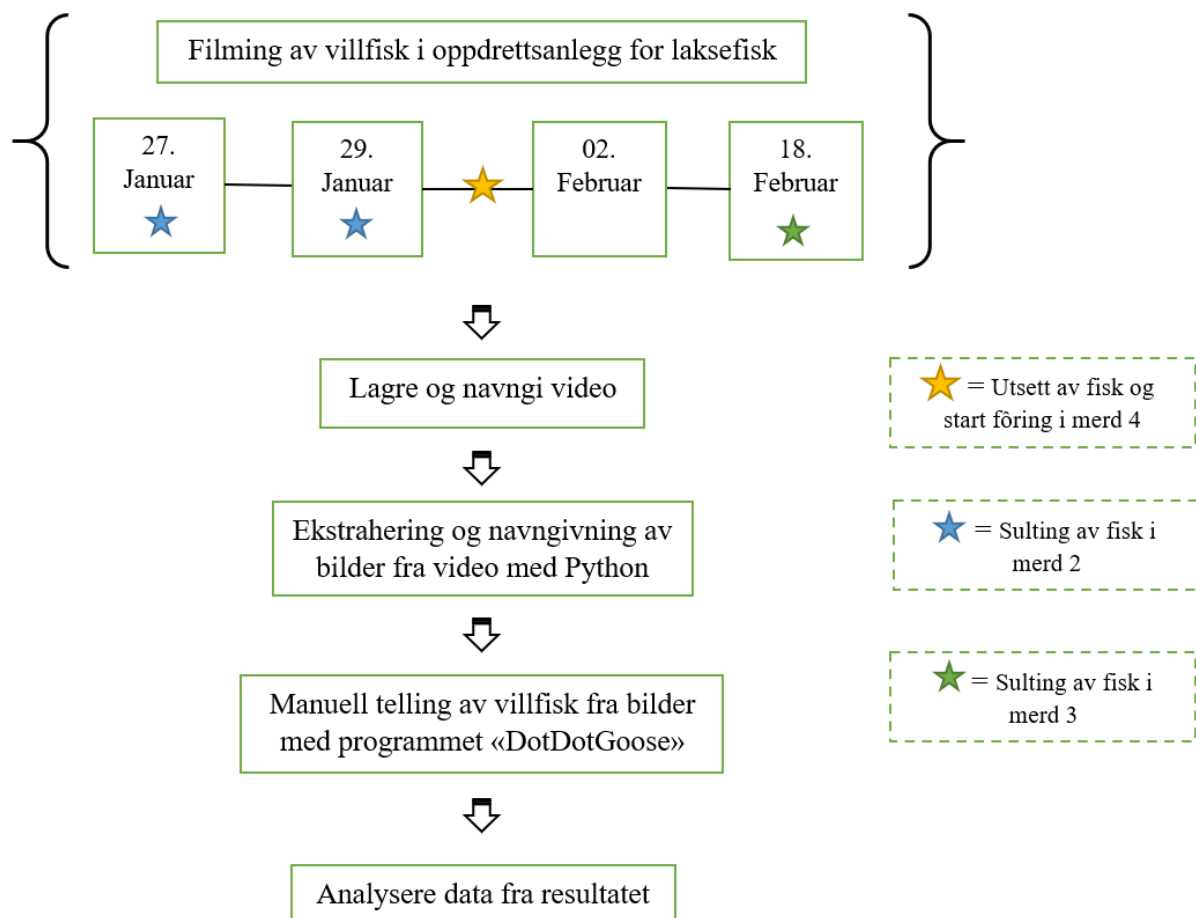 Filming av villfisk i oppdrettsanlegg for laksefisk
27.
Januar
29.
Januar
02.
Februar
18.
Februar
Lagre og navngi video
= Utsett av fisk og
start fôring i merd 4
Ekstrahering og navngivning av
bilder fra video med Python
= Sulting av fisk i
merd 2
Manuell telling av villfisk fra bilder
med programmet «DotDotGoose»
= Sulting av fisk i
merd 3
Analysere data fra resultatet